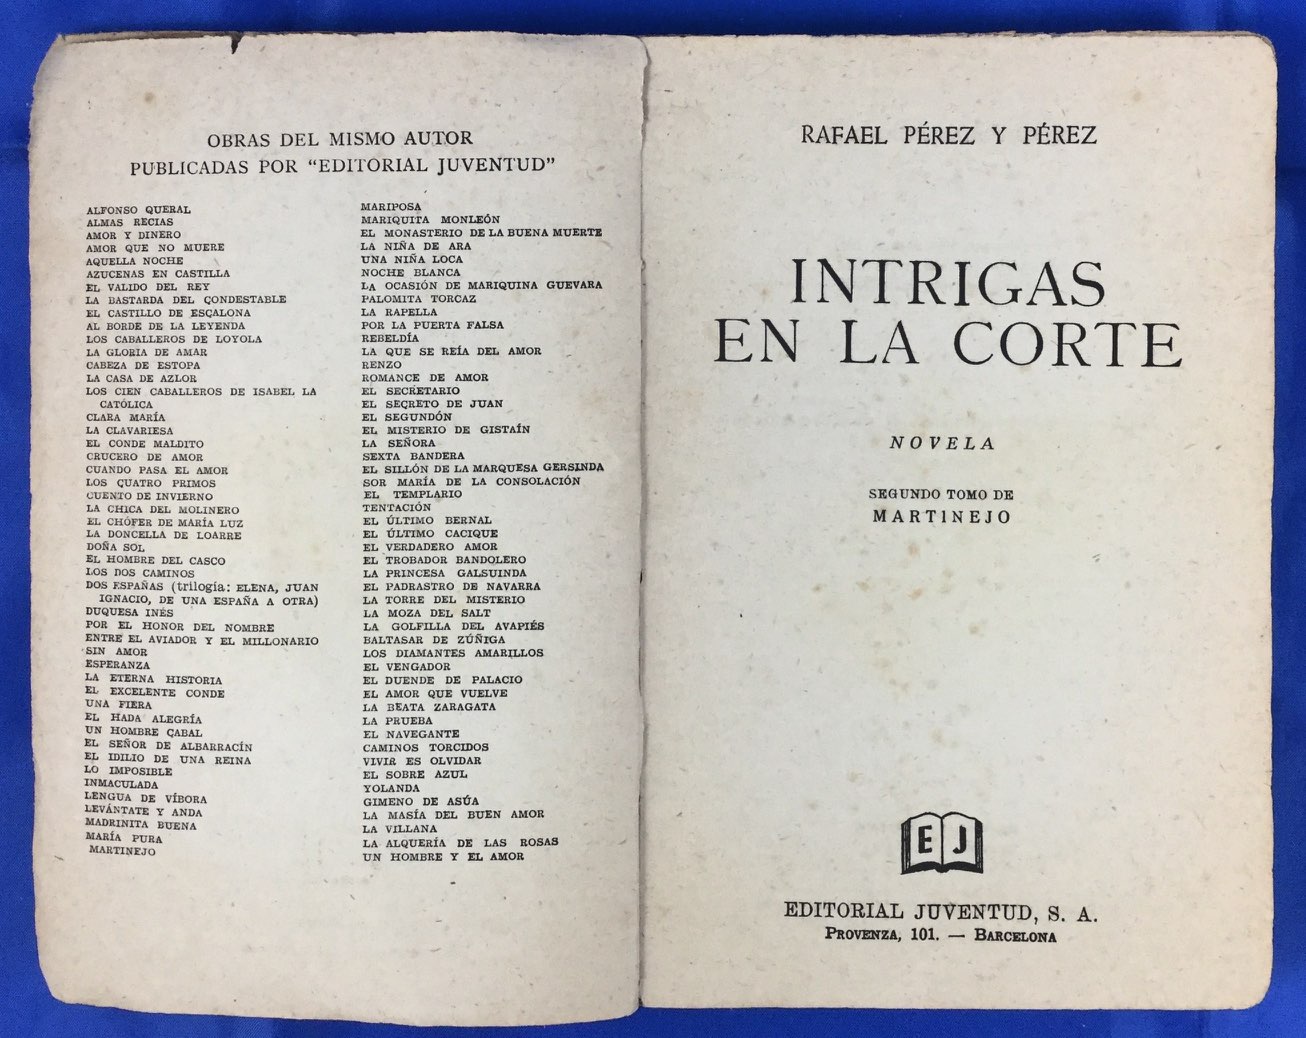 OBRAS DEL MISMO AUTOR
PUBLICADAS POR "EDITORIAL JUVENTUD"
ALFONSO QUERAL
ALMAS RECIAS
AMOR Y DINERO
AMOR QUE NO MUERE
AQUELLA NOCHE
AZUCENAS EN CASTILLA
EL VALIDO DEL REY
LA BASTARDA DEL CONDESTABLE
EL CASTILLO DE ESCALONA
AL BORDE DE LA LEYENDA
LOS CABALLEROS DE LOYOLA
LA GLORIA DE AMAR
CABEZA DE ESTOPA
LA CASA DE AZLOR
LOS CIEN CABALLEROS DE ISABEL LA
CATÓLICA
CLARA MARÍA
LA CLAVARIESA
EL CONDE MALDITO
CRUCERO DE AMOR
CUANDO PASA EL AMOR
LOS CUATRO PRIMOS
CUENTO DE INVIERNO
LA CHICA DEL MOLINERO
EL CHÓFER DE MARÍA LUZ
LA DONCELLA DE LOARRE
DOÑA SOL
EL HOMBRE DEL CASCO
LOS DOS CAMINOS
DOS ESPAÑAS (trilogía: ELENA, JUAN
IGNACIO, DE UNA ESPAÑA A OTRA)
DUQUESA INÉS
POR EL HONOR DEL NOMBRE
ENTRE EL AVIADOR Y EL MILLONARIO
SIN AMOR
ESPERANZA
LA ETERNA HISTORIA
EL EXCELENTE CONDE
UNA FIERA
EL HADA ALEGRÍA
UN HOMBRE CABAL
EL SEÑOR DE ALBARRACÍN
EL IDILIO DE UNA REINA
LO IMPOSIBLE
INMACULADA
LENGUA DE VÍBORA
LEVÁNTATE Y ANDA
MADRINITA BUENA
MARÍA PURA
MARTINEJO
MARIPOSA
MARIQUITA MONLEÓN
EL MONASTERIO DE LA BUENA MUERTE
LA NIÑA DE ARA
UNA NIÑA LOCA
NOCHE BLANCA
LA OCASIÓN DE MARIQUINA GUEVARA
PALOMITA TORCAZ
LA RAPELLA
POR LA PUERTA FALSA
REBELDÍA
LA QUE SE REÍA DEL AMOR
RENZO
ROMANCE DE AMOR
EL SECRETARIO
EL SECRETO DE JUAN
EL SEGUNDÓN
EL MISTERIO DE GISTAÍN
LA SEÑORA
SEXTA BANDERA
EL SILLÓN DE LA MARQUESA GERSINDA
SOR MARÍA DE LA CONSOLACIÓN
EL TEMPLARIO
TENTACIÓN
EL ÚLTIMO BERNAL
EL ÚLTIMO CACIQUE
EL VERDADERO AMOR
EL TROBADOR BANDOLERO
LA PRINCESA GALSUINDA
EL PADRASTRO DE NAVARRA
LA TORRE DEL MISTERIO
LA MOZA DEL SALT
LA GOLFILLA DEL AVAPIÉS
BALTASAR DE ZÚÑIGA
LOS DIAMANTES AMARILLOS
EL VENGADOR
EL DUENDE DE PALACIO
EL AMOR QUE VUELVE
LA BEATA ZARAGATA
LA PRUEBA
EL NAVEGANTE
CAMINOS TORCIDOS
VIVIR ES OLVIDAR
EL SOBRE AZUL
YOLANDA
GIMENO DE ASÚA
LA MASÍA DEL BUEN AMOR
LA VILLANA
LA ALQUERÍA DE LAS ROSAS
UN HOMBRE Y EL AMOR
RAFAEL PÉREZ Y PÉREZ
INTRIGAS
EN LA CORTE
NOVELA
SEGUNDO TOMO DE
MARTINEJO
EJ
EDITORIAL JUVENTUD, S. A.
PROVENZA, 101. — BARCELONA